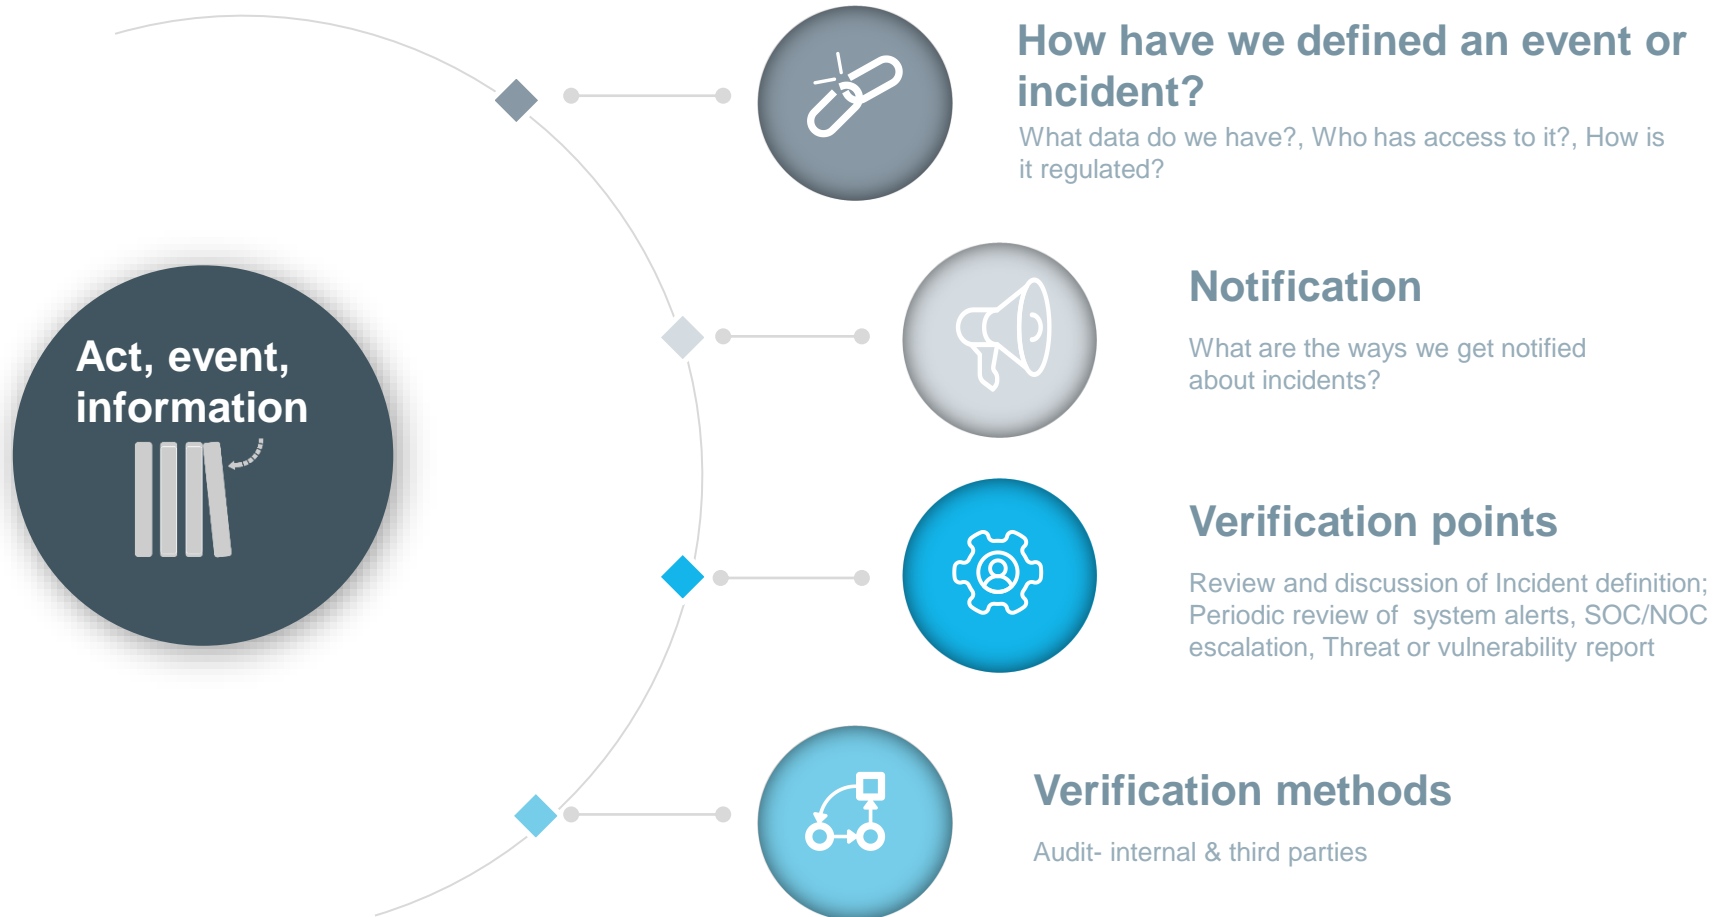 How have we defined an event or
incident?
What data do we have?, Who has access to it?, How is
it regulated?
Act, event,
information
Notification
What are the ways we get notified
about incidents?
Verification points
Review and discussion of Incident definition;
Periodic review of  system alerts, SOC/NOC
escalation, Threat or vulnerability report
Verification methods
Audit- internal & third parties